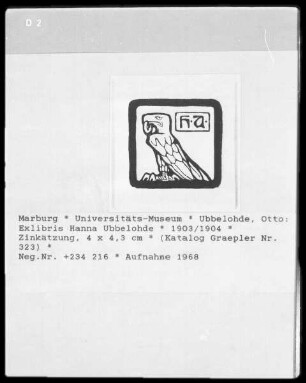 D 2
H·U·
Marburg * Universitäts-Museum * Ubbelohde, Otto:
Exlibris Hanna Ubbelohde * 1903/1904 *
Zinkätzung, 4 x 4,3 cm * (Katalog Graepler Nr.
323) *
Neg.Nr. +234 216 * Aufnahme 1968